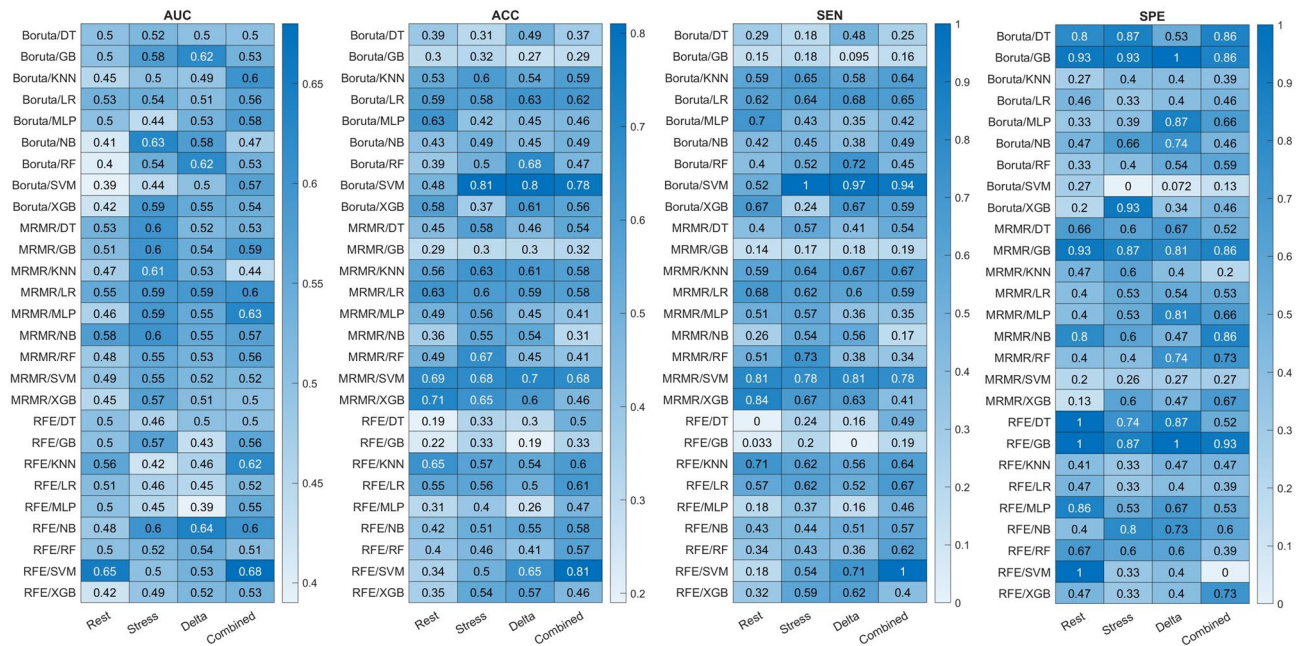 AUC ACC SEN SPE
Boruta/DT 0.5 0.52 0.5 0.5 Boruta/DT 0.39 0.31 0.49 0.37 Boruta/DT 0.29 0.18 0.48 0.25 Boruta/DT 0.8 0.87 0.53 0.86
Boruta/GB 0.5 0.58 0.62 0.53 Boruta/GB 0.3 0.32 0.27 0.29 Boruta/GB 0.15 0.18 0.095 0.16 Boruta/GB 0.93 0.93 1 0.86
Boruta/KNN 0.45 0.5 0.49 0.6 Boruta/KNN 0.53 0.6 0.54 0.59 Boruta/KNN 0.59 0.65 0.58 0.64 Boruta/KNN 0.27 0.4 0.4 0.39
Boruta/LR 0.53 0.54 0.51 0.56 Boruta/LR 0.59 0.58 0.63 0.62 Boruta/LR 0.62 0.64 0.68 0.65 Boruta/LR 0.46 0.33 0.4 0.46
Boruta/MLP 0.5 0.44 0.53 0.58 Boruta/MLP 0.63 0.42 0.45 0.46 Boruta/MLP 0.7 0.43 0.35 0.42 Boruta/MLP 0.33 0.39 0.87 0.66
Boruta/NB 0.41 0.63 0.58 0.47 Boruta/NB 0.43 0.49 0.45 0.49 Boruta/NB 0.42 0.45 0.38 0.49 Boruta/NB 0.47 0.66 0.74 0.46
Boruta/RF 0.4 0.54 0.62 0.53 Boruta/RF 0.39 0.5 0.68 0.47 Boruta/RF 0.4 0.52 0.72 0.45 Boruta/RF 0.33 0.4 0.54 0.59
Boruta/SVM 0.39 0.44 0.5 0.57 Boruta/SVM 0.48 0.81 0.8 0.78 Boruta/SVM 0.52 1 0.97 0.94 Boruta/SVM 0.27 0 0.072 0.13
Boruta/XGB 0.42 0.59 0.55 0.54 Boruta/XGB 0.58 0.37 0.61 0.56 Boruta/XGB 0.67 0.24 0.67 0.59 Boruta/XGB 0.2 0.93 0.34 0.46
MRMR/DT 0.53 0.6 0.52 0.53 MRMR/DT 0.45 0.58 0.46 0.54 MRMR/DT 0.4 0.57 0.41 0.54 MRMR/DT 0.66 0.6 0.67 0.52
MRMR/GB 0.51 0.6 0.54 0.59 MRMR/GB 0.29 0.3 0.3 0.32 MRMR/GB 0.14 0.17 0.18 0.19 MRMR/GB 0.93 0.87 0.81 0.86
MRMR/KNN 0.47 0.61 0.53 0.44 MRMR/KNN 0.56 0.63 0.61 0.58 MRMR/KNN 0.59 0.64 0.67 0.67 MRMR/KNN 0.47 0.6 0.4 0.2
MRMR/LR 0.55 0.59 0.59 0.6 MRMR/LR 0.63 0.6 0.59 0.58 MRMR/LR 0.68 0.62 0.6 0.59 MRMR/LR 0.4 0.53 0.54 0.53
MRMR/MLP 0.46 0.59 0.55 0.63 MRMR/MLP 0.49 0.56 0.45 0.41 MRMR/MLP 0.51 0.57 0.36 0.35 MRMR/MLP 0.4 0.53 0.81 0.66
MRMR/NB 0.58 0.6 0.55 0.57 MRMR/NB 0.36 0.55 0.54 0.31 MRMR/NB 0.26 0.54 0.56 0.17 MRMR/NB 0.8 0.6 0.47 0.86
MRMR/RF 0.48 0.55 0.53 0.56 MRMR/RF 0.49 0.67 0.45 0.41 MRMR/RF 0.51 0.73 0.38 0.34 MRMR/RF 0.4 0.4 0.74 0.73
MRMR/SVM 0.49 0.55 0.52 0.52 MRMR/SVM 0.69 0.68 0.7 0.68 MRMR/SVM 0.81 0.78 0.81 0.78 MRMR/SVM 0.2 0.26 0.27 0.27
MRMR/XGB 0.45 0.57 0.51 0.5 MRMR/XGB 0.71 0.65 0.6 0.46 MRMR/XGB 0.84 0.67 0.63 0.41 MRMR/XGB 0.13 0.6 0.47 0.67
RFE/DT 0.5 0.46 0.5 0.5 RFE/DT 0.19 0.33 0.3 0.5 RFE/DT 0 0.24 0.16 0.49 RFE/DT 1 0.74 0.87 0.52
RFE/GB 0.5 0.57 0.43 0.56 RFE/GB 0.22 0.33 0.19 0.33 RFE/GB 0.033 0.2 0 0.19 RFE/GB 1 0.87 1 0.93
RFE/KNN 0.56 0.42 0.46 0.62 RFE/KNN 0.65 0.57 0.54 0.6 RFE/KNN 0.71 0.62 0.56 0.64 RFE/KNN 0.41 0.33 0.47 0.47
RFE/LR 0.51 0.46 0.45 0.52 RFE/LR 0.55 0.56 0.5 0.61 RFE/LR 0.57 0.62 0.52 0.67 RFE/LR 0.47 0.33 0.4 0.39
RFE/MLP 0.5 0.45 0.39 0.55 RFE/MLP 0.31 0.4 0.26 0.47 RFE/MLP 0.18 0.37 0.16 0.46 RFE/MLP 0.86 0.53 0.67 0.53
RFE/NB 0.48 0.6 0.64 0.6 RFE/NB 0.42 0.51 0.55 0.58 RFE/NB 0.43 0.44 0.51 0.57 RFE/NB 0.4 0.8 0.73 0.6
RFE/RF 0.5 0.52 0.54 0.51 RFE/RF 0.4 0.46 0.41 0.57 RFE/RF 0.34 0.43 0.36 0.62 RFE/RF 0.67 0.6 0.6 0.39
RFE/SVM 0.65 0.5 0.53 0.68 RFE/SVM 0.34 0.5 0.65 0.81 RFE/SVM 0.18 0.54 0.71 1 RFE/SVM 1 0.33 0.4 0
RFE/XGB 0.42 0.49 0.52 0.53 RFE/XGB 0.35 0.54 0.57 0.46 RFE/XGB 0.32 0.59 0.62 0.4 RFE/XGB 0.47 0.33 0.4 0.73
Rest Stress Delta Combined Rest Stress Delta Combined Rest Stress Delta Combined Rest Stress Delta Combined
0.65
0.6
0.55
0.5
0.45
0.4
0.8
0.7
0.6
0.5
0.4
0.3
0.2
1
0.9
0.8
0.7
0.6
0.5
0.4
0.3
0.2
0.1
0
1
0.9
0.8
0.7
0.6
0.5
0.4
0.3
0.2
0.1
0